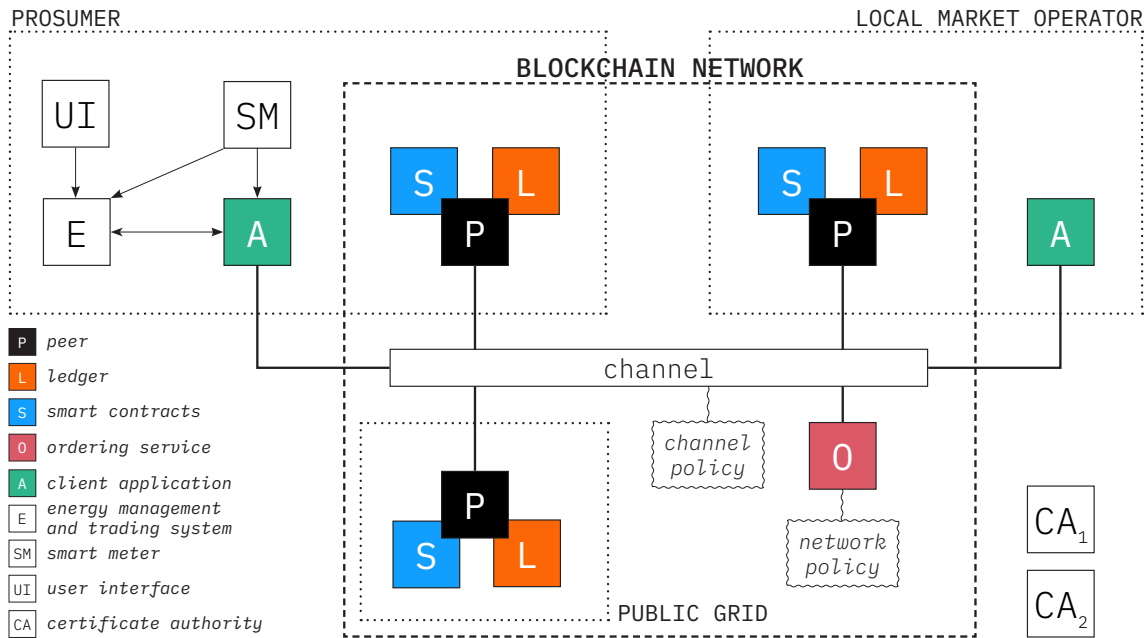 PROSUMER
LOCAL MARKET OPERATOR
BLOCKCHAIN NETWORK
UI
SM
S
L
S
L
E
A
P
P
A
P peer
channel
L ledger
S smart contracts
O ordering service
channel
policy
O
A client application
P
E energy management
and trading system
CA1
S
L
network
policy
SM smart meter
UI user interface
CA2
PUBLIC GRID
CA certificate authority